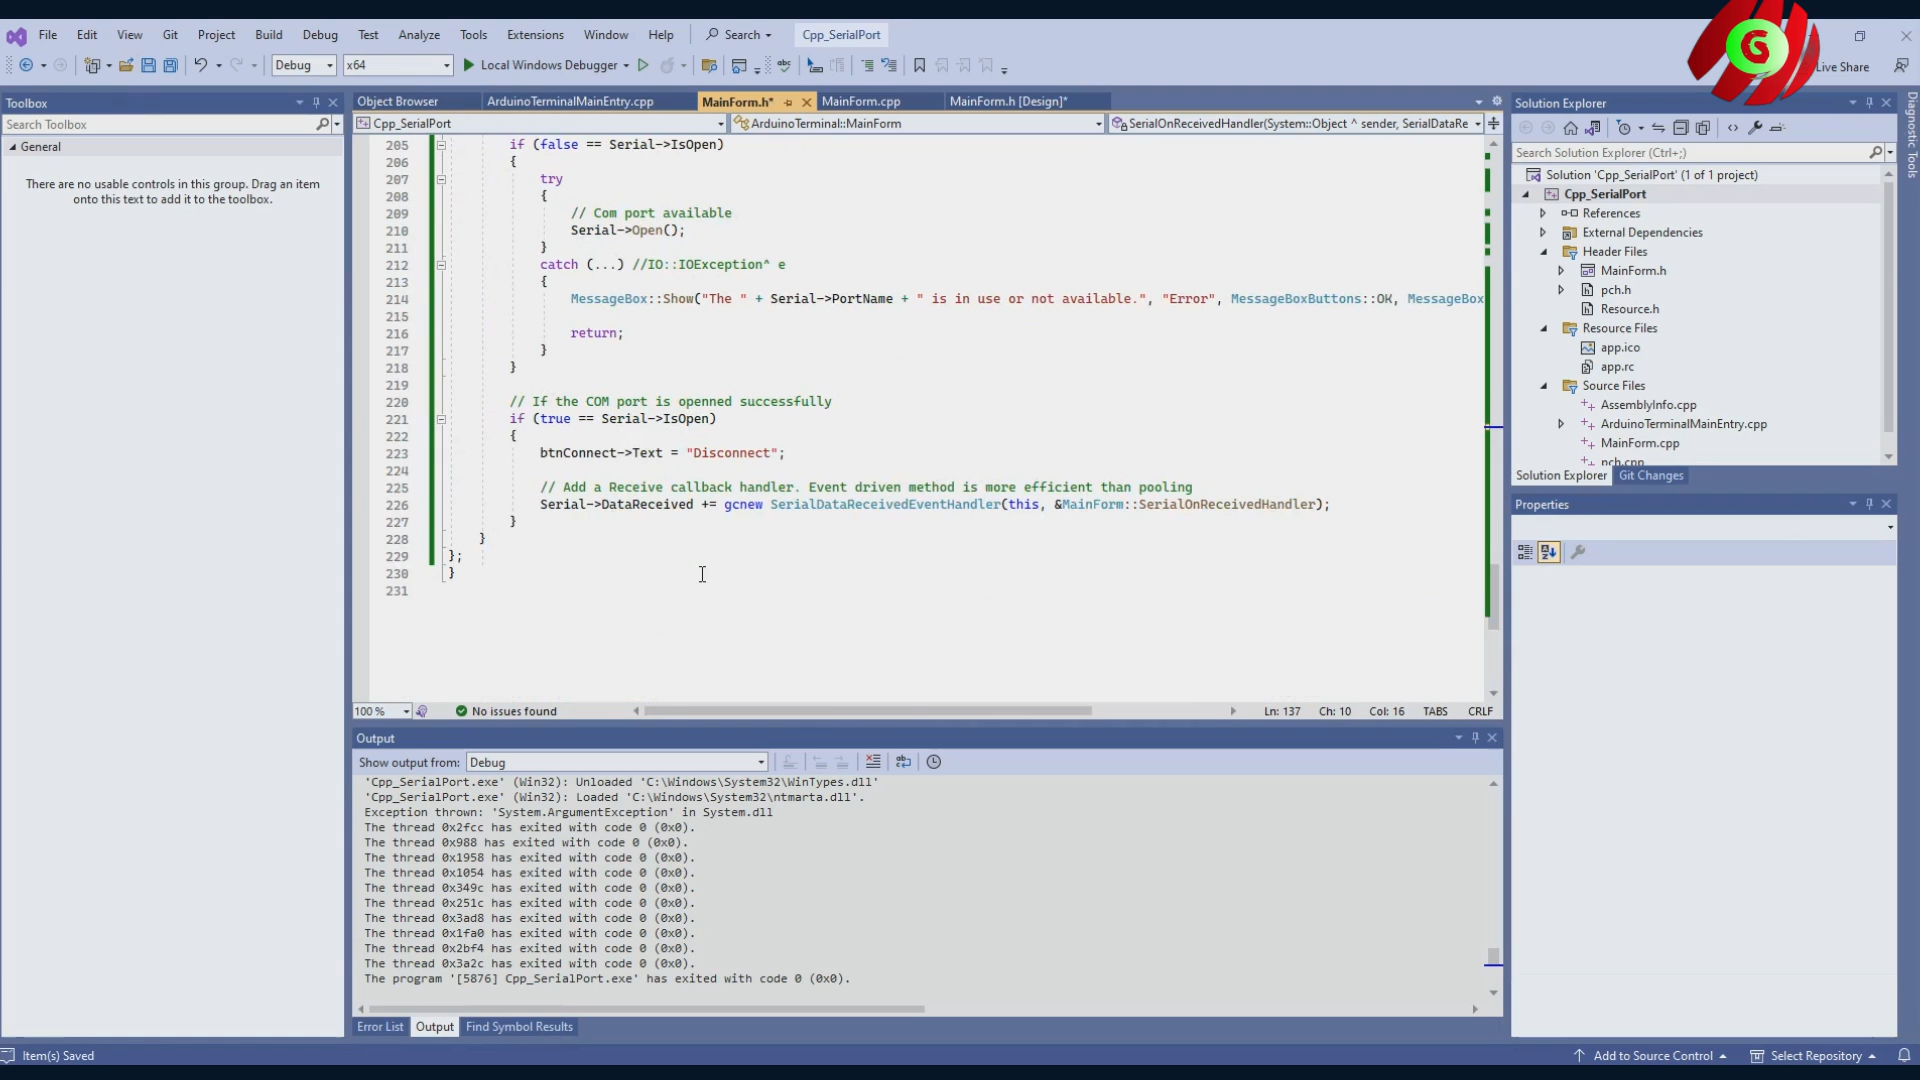 File Edit View Git Project Build Debug Test Analyze Tools Extensions Window Help Search Cpp_SerialPort
G
Debug x64 Local Windows Debugger Live Share
Toolbox
Search Toolbox
General
There are no usable controls in this group. Drag an item
onto this text to add it to the toolbox.
Object Browser ArduinoTerminalMainEntry.cpp MainForm.h* MainForm.cpp MainForm.h [Design]*
Cpp_SerialPort ArduinoTerminal::MainForm SerialOnReceivedHandler(System::Object ^ sender, SerialDataRe
205 if (false == Serial->IsOpen)
206 {
207 try
208 {
209 // Com port available
210 Serial->Open();
211 }
212 catch (...) //IO::IOException^ e
213 {
214 MessageBox::Show("The " + Serial->PortName + " is in use or not available.", "Error", MessageBoxButtons::OK, MessageBox
215
216 return;
217 }
218 }
219
220 // If the COM port is openned successfully
221 if (true == Serial->IsOpen)
222 {
223 btnConnect->Text = "Disconnect";
224
225 // Add a Receive callback handler. Event driven method is more efficient than pooling
226 Serial->DataReceived += gcnew SerialDataReceivedEventHandler(this, &MainForm::SerialOnReceivedHandler);
227 }
228 }
229 };
230 }
231
100 % No issues found Ln: 137 Ch: 10 Col: 16 TABS CRLF
Output
Show output from: Debug
'Cpp_SerialPort.exe' (Win32): Unloaded 'C:\Windows\System32\WinTypes.dll'
'Cpp_SerialPort.exe' (Win32): Loaded 'C:\Windows\System32\ntmarta.dll'.
Exception thrown: 'System.ArgumentException' in System.dll
The thread 0x2fcc has exited with code 0 (0x0).
The thread 0x988 has exited with code 0 (0x0).
The thread 0x1958 has exited with code 0 (0x0).
The thread 0x1054 has exited with code 0 (0x0).
The thread 0x349c has exited with code 0 (0x0).
The thread 0x251c has exited with code 0 (0x0).
The thread 0x3ad8 has exited with code 0 (0x0).
The thread 0x1fa0 has exited with code 0 (0x0).
The thread 0x2bf4 has exited with code 0 (0x0).
The thread 0x3a2c has exited with code 0 (0x0).
The program '[5876] Cpp_SerialPort.exe' has exited with code 0 (0x0).
Error List Output Find Symbol Results
Solution Explorer
Search Solution Explorer (Ctrl+;)
Solution 'Cpp_SerialPort' (1 of 1 project)
Cpp_SerialPort
References
External Dependencies
Header Files
MainForm.h
pch.h
Resource.h
Resource Files
app.ico
app.rc
Source Files
AssemblyInfo.cpp
ArduinoTerminalMainEntry.cpp
MainForm.cpp
pch.cpp
Solution Explorer Git Changes
Properties
Diagnostic Tools
Item(s) Saved Add to Source Control Select Repository